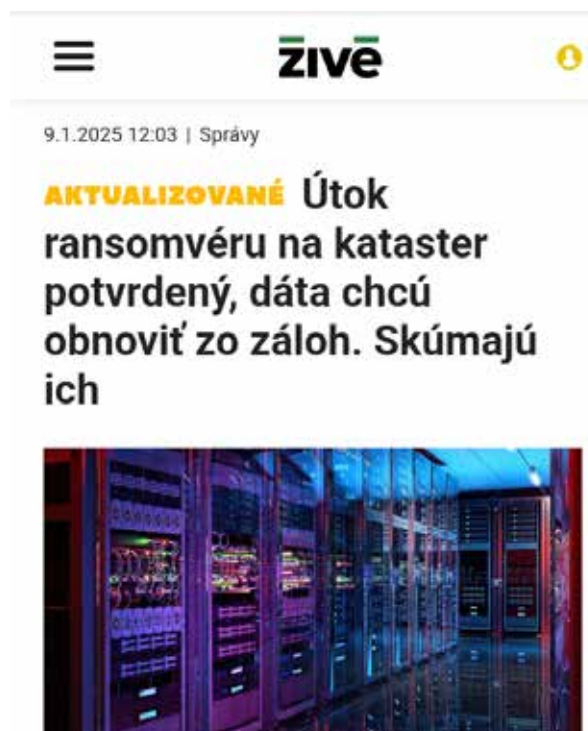 živé
9.1.2025 12:03 | Správy
AKTUALIZOVANÉ Útok
ransomvéru na kataster
potvrdený, dáta chcú
obnoviť zo záloh. Skúmajú
ich